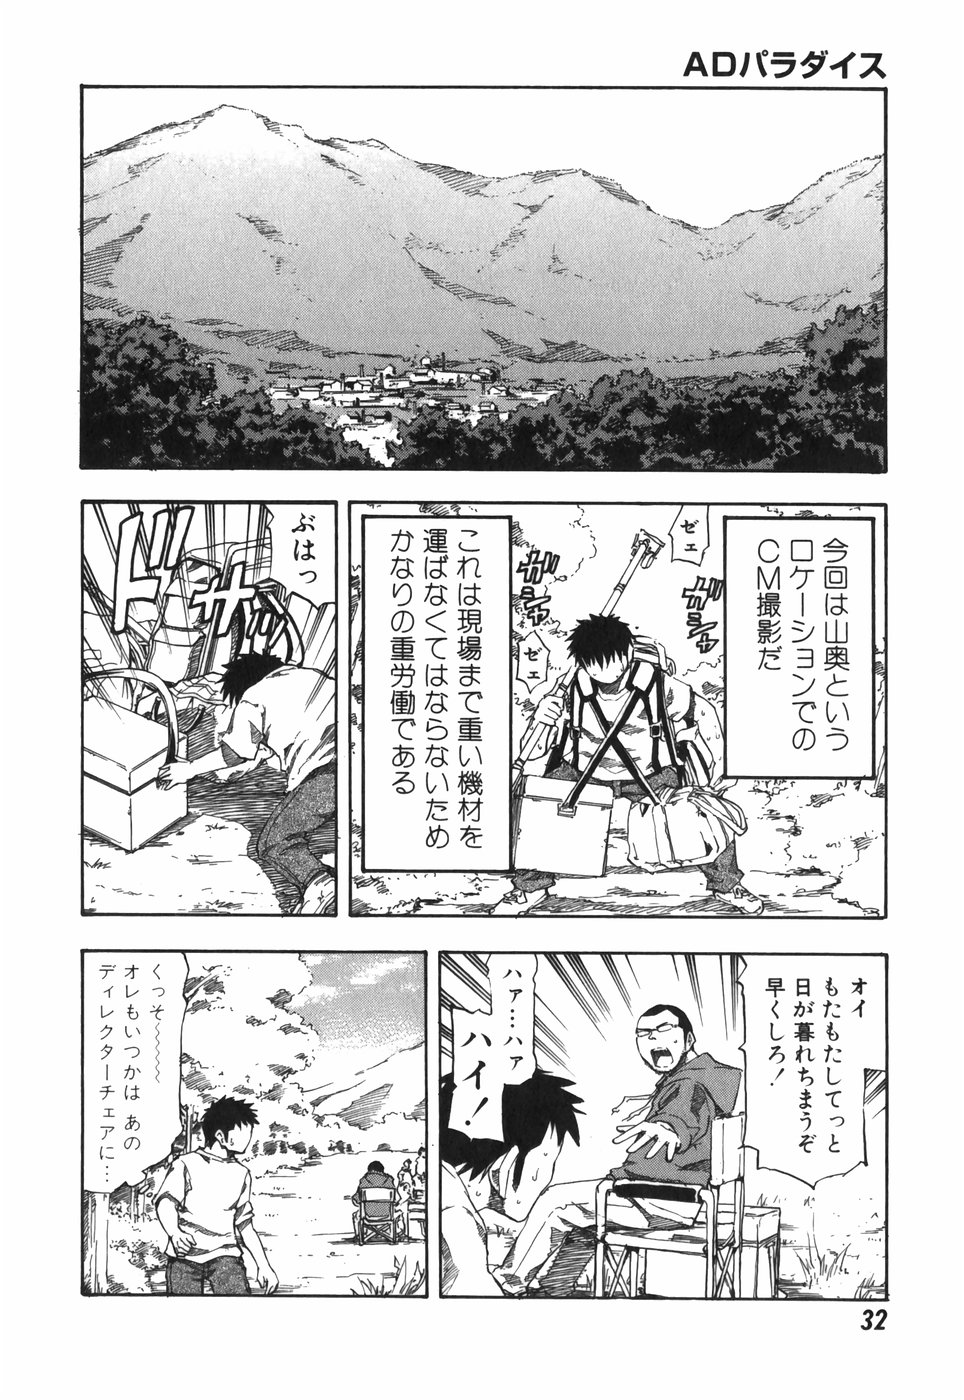 ADパラダイス
今回は山奥という
ロケーションでの
CM撮影だ
ゼェ
ギシャ
ギシャ
ゼェ
これは現場まで重い機材を
運ばなくてはならないため
かなりの重労働である
ぶはっ
ドサッ
オイ
もたもたしてっと
日が暮れちまうぞ
早くしろ!
ハァ…ハァ
ハイ!
くっそ~~~~~
オレもいつかは あの
ディレクターチェアに…
32